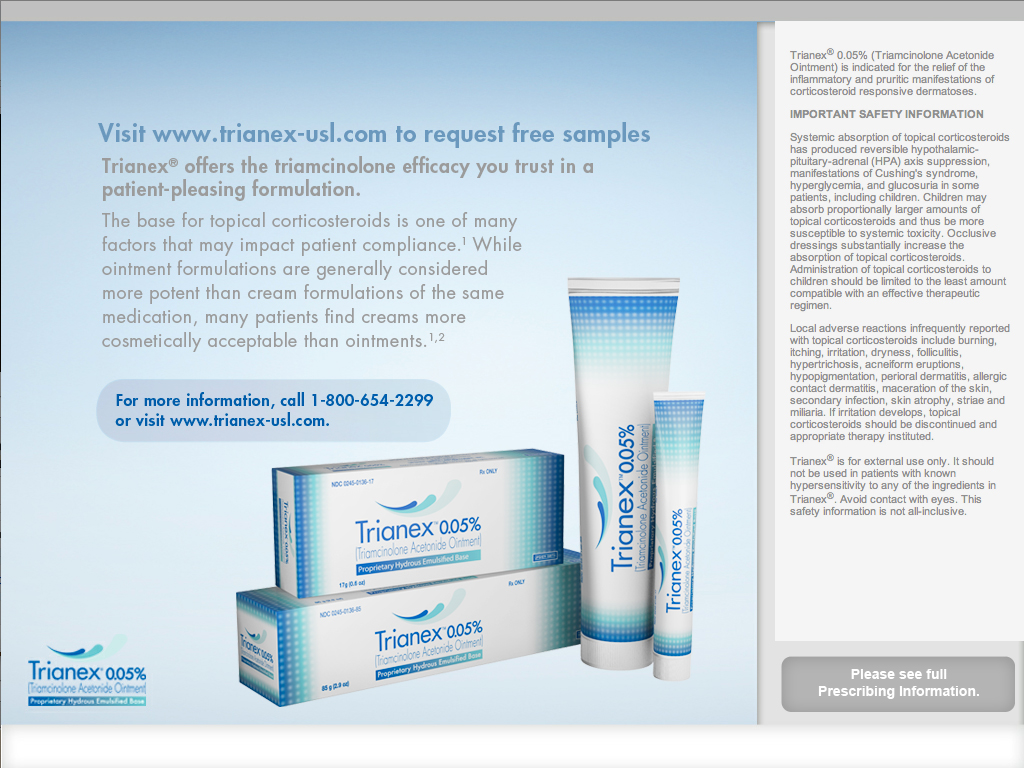 Visit www.trianex-usl.com to request free samples
Trianex® offers the triamcinolone efficacy you trust in a
patient-pleasing formulation.
The base for topical corticosteroids is one of many
factors that may impact patient compliance.¹ While
ointment formulations are generally considered
more potent than cream formulations of the same
medication, many patients find creams more
cosmetically acceptable than ointments.¹,²
For more information, call 1-800-654-2299
or visit www.trianex-usl.com.
Rx ONLY
NDC 0245-0136-17
Trianex™ 0.05%
[Triamcinolone Acetonide Ointment]
Proprietary Hydrous Emulsified Base
17g (0.6 oz)
Rx ONLY
NDC 0245-0136-85
Trianex™ 0.05%
[Triamcinolone Acetonide Ointment]
Proprietary Hydrous Emulsified Base
85 g (2.9 oz)
Trianex 0.05%
Trianex™ 0.05%
[Triamcinolone Acetonide Ointment]
Trianex™ 0.05%
[Triamcinolone Acetonide Ointment]
Trianex™ 0.05%
[Triamcinolone Acetonide Ointment]
Proprietary Hydrous Emulsified Base
Trianex® 0.05% (Triamcinolone Acetonide
Ointment) is indicated for the relief of the
inflammatory and pruritic manifestations of
corticosteroid responsive dermatoses.
IMPORTANT SAFETY INFORMATION
Systemic absorption of topical corticosteroids
has produced reversible hypothalamic-
pituitary-adrenal (HPA) axis suppression,
manifestations of Cushing's syndrome,
hyperglycemia, and glucosuria in some
patients, including children. Children may
absorb proportionally larger amounts of
topical corticosteroids and thus be more
susceptible to systemic toxicity. Occlusive
dressings substantially increase the
absorption of topical corticosteroids.
Administration of topical corticosteroids to
children should be limited to the least amount
compatible with an effective therapeutic
regimen.
Local adverse reactions infrequently reported
with topical corticosteroids include burning,
itching, irritation, dryness, folliculitis,
hypertrichosis, acneiform eruptions,
hypopigmentation, perioral dermatitis, allergic
contact dermatitis, maceration of the skin,
secondary infection, skin atrophy, striae and
miliaria. If irritation develops, topical
corticosteroids should be discontinued and
appropriate therapy instituted.
Trianex® is for external use only. It should
not be used in patients with known
hypersensitivity to any of the ingredients in
Trianex®. Avoid contact with eyes. This
safety information is not all-inclusive.
Please see full
Prescribing Information.